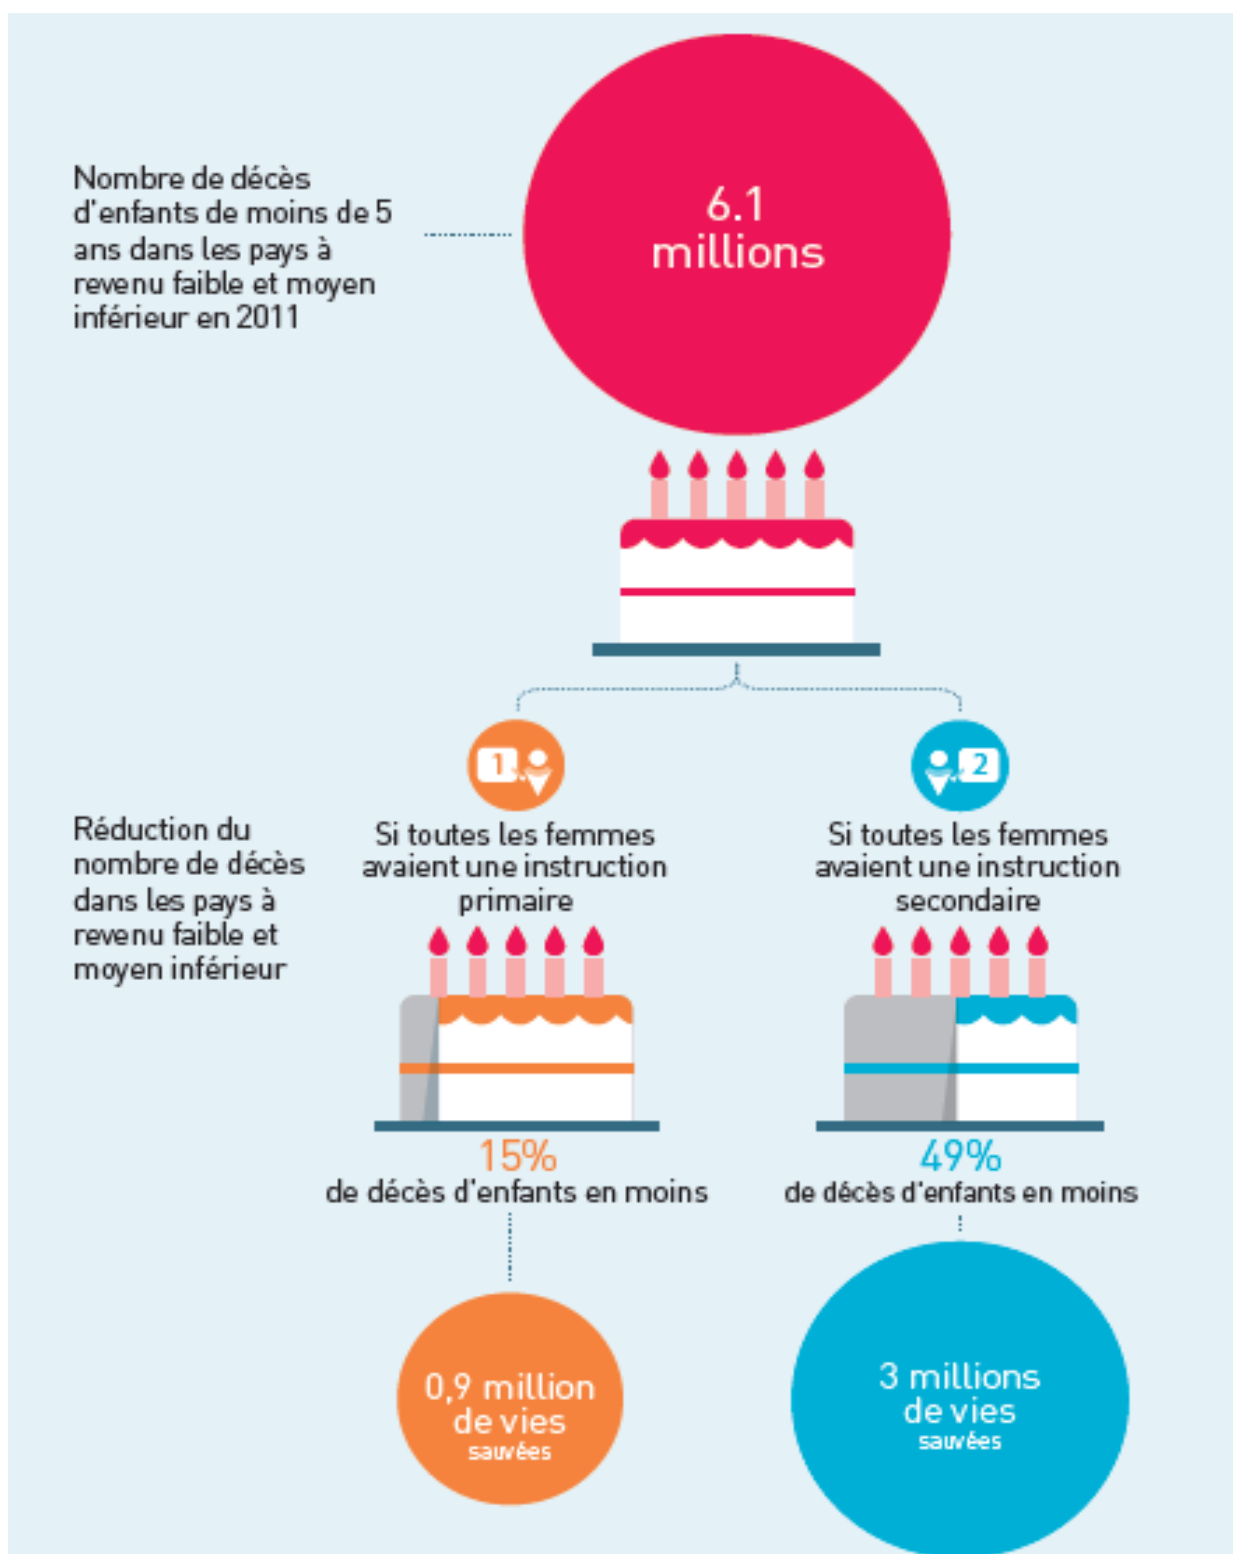 Nombre de décès
d'enfants de moins de 5
ans dans les pays à
revenu faible et moyen
inférieur en 2011
6.1
millions
1
2
Réduction du
nombre de décès
dans les pays à
revenu faible et
moyen inférieur
Si toutes les femmes
avaient une instruction
primaire
Si toutes les femmes
avaient une instruction
secondaire
15%
de décès d'enfants en moins
49%
de décès d'enfants en moins
0,9 million
de vies
sauvées
3 millions
de vies
sauvées